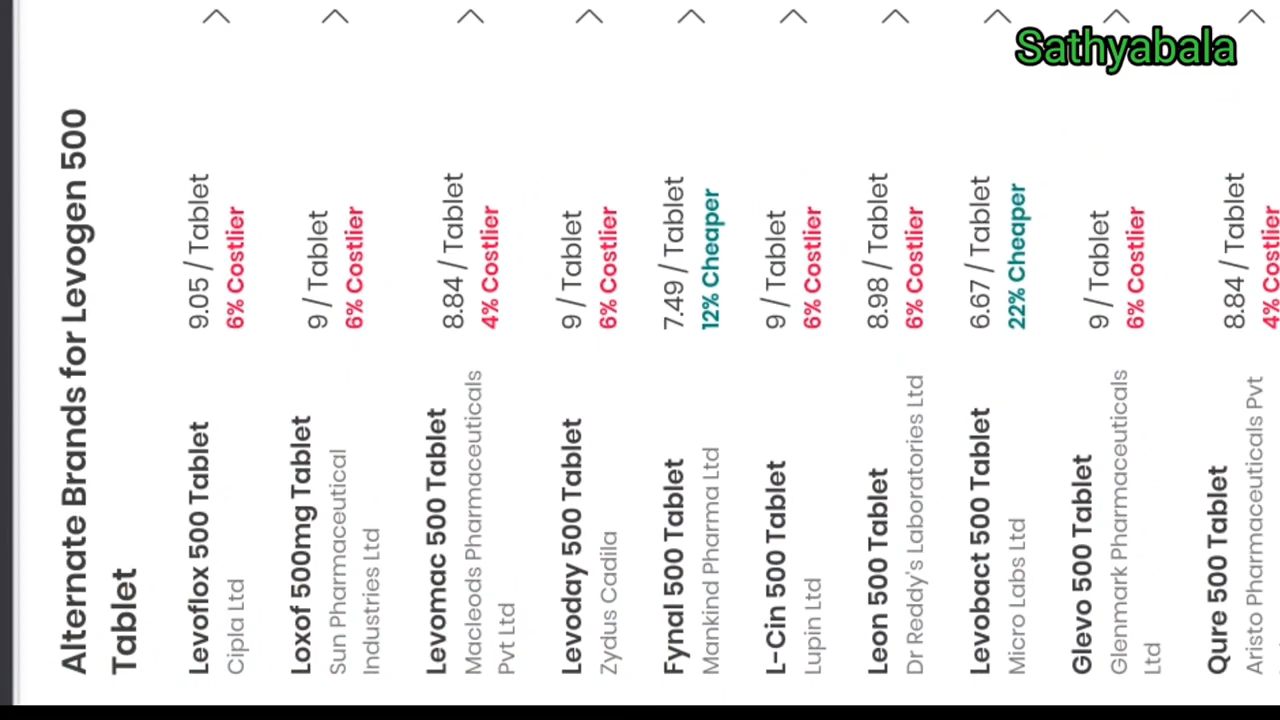 Sathyabala
Alternate Brands for Levogen 500
Tablet
Levoflox 500 Tablet
Cipla Ltd
9.05 / Tablet
6% Costlier
Loxof 500mg Tablet
Sun Pharmaceutical
Industries Ltd
9 / Tablet
6% Costlier
Levomac 500 Tablet
Macleods Pharmaceuticals
Pvt Ltd
8.84 / Tablet
4% Costlier
Levoday 500 Tablet
Zydus Cadila
9 / Tablet
6% Costlier
Fynal 500 Tablet
Mankind Pharma Ltd
7.49 / Tablet
12% Cheaper
L-Cin 500 Tablet
Lupin Ltd
9 / Tablet
6% Costlier
Leon 500 Tablet
Dr Reddy's Laboratories Ltd
8.98 / Tablet
6% Costlier
Levobact 500 Tablet
Micro Labs Ltd
6.67 / Tablet
22% Cheaper
Glevo 500 Tablet
Glenmark Pharmaceuticals
Ltd
9 / Tablet
6% Costlier
Qure 500 Tablet
Aristo Pharmaceuticals Pvt
8.84 / Tablet
4% Costlier